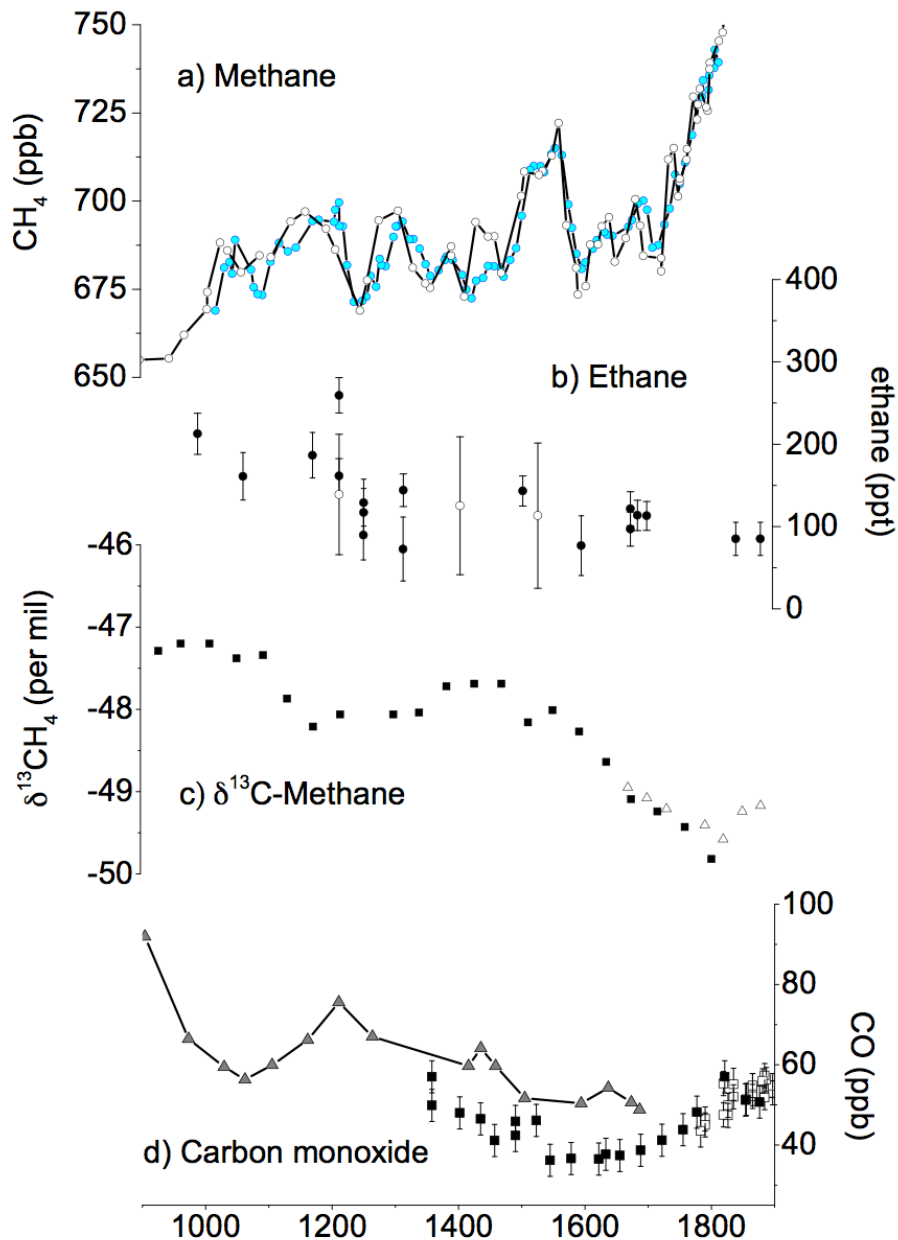 750
a) Methane
725
CH₄ (ppb)
700
675
650
400
b) Ethane
300
ethane (ppt)
200
100
0
-46
-47
δ¹³CH₄ (per mil)
-48
-49
c) δ¹³C-Methane
-50
100
80
CO (ppb)
60
40
d) Carbon monoxide
1000 1200 1400 1600 1800